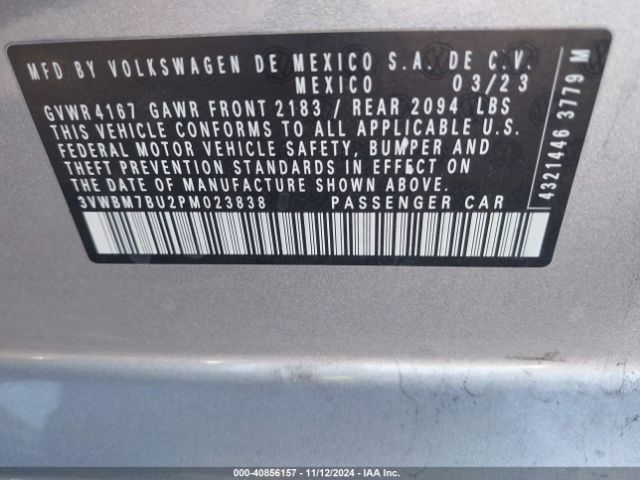 MFD BY VOLKSWAGEN DE MEXICO S.A. DE C.V.
MEXICO 03/23
GVWR 4167 GAWR FRONT 2183 / REAR 2094 LBS
THIS VEHICLE CONFORMS TO ALL APPLICABLE U.S.
FEDERAL MOTOR VEHICLE SAFETY, BUMPER AND
THEFT PREVENTION STANDARDS IN EFFECT ON
THE DATE OF MANUFACTURE SHOWN ABOVE.
3VWBM7BU2PM023838 PASSENGER CAR
4321446 3779 M
000-40856157 - 11/12/2024 - IAA Inc.